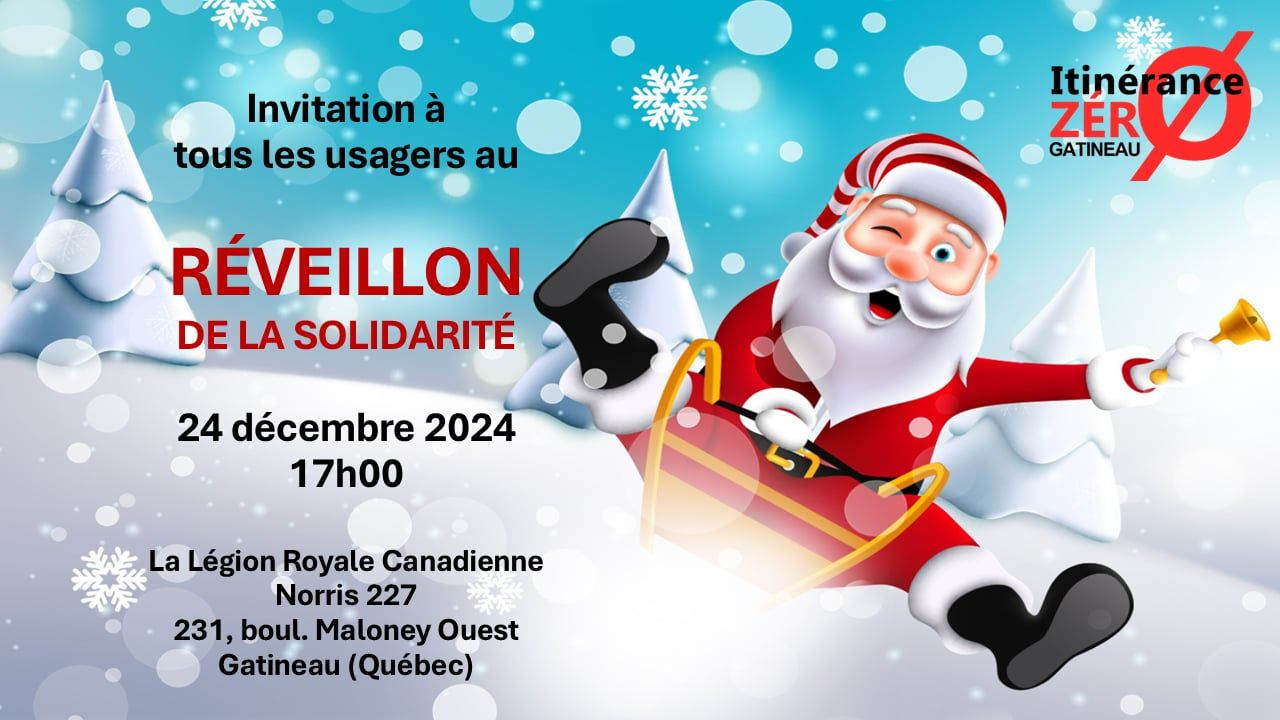 Invitation à
tous les usagers au
RÉVEILLON
DE LA SOLIDARITÉ
24 décembre 2024
17h00
La Légion Royale Canadienne
Norris 227
231, boul. Maloney Ouest
Gatineau (Québec)
Itinérance
ZÉRØ
GATINEAU